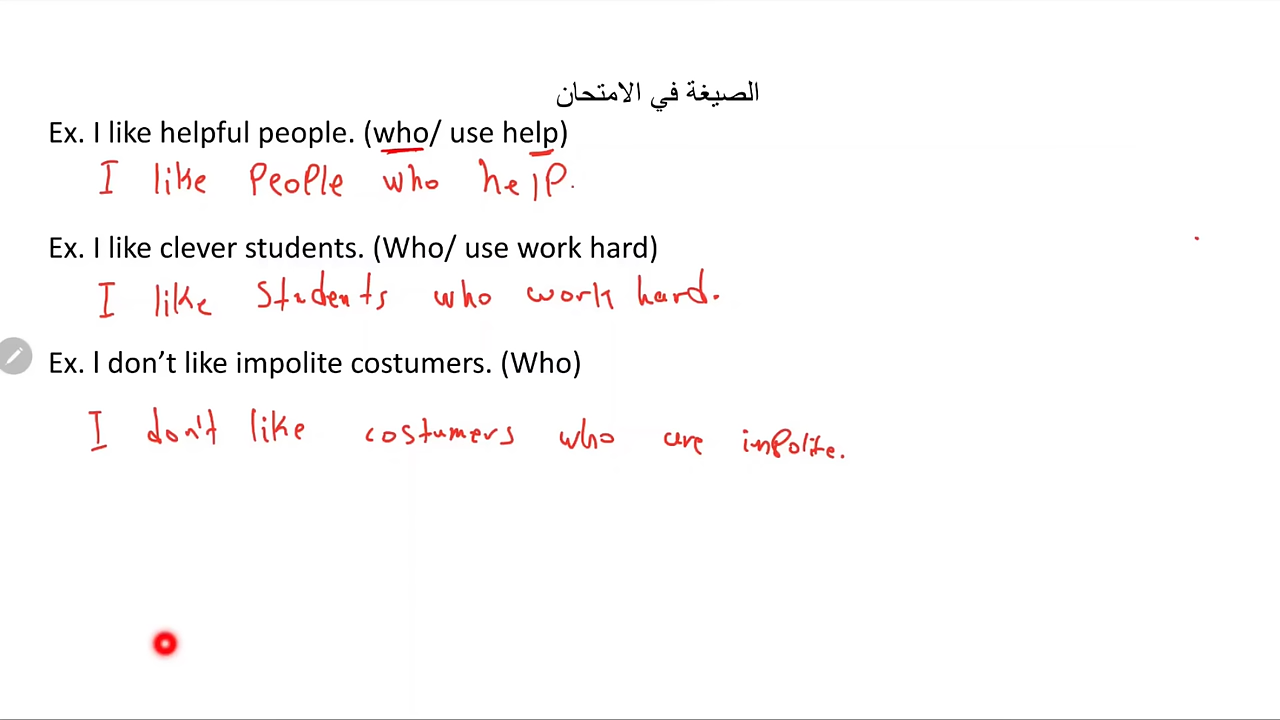 الصيغة في الامتحان
Ex. I like helpful people. (who/ use help)
I like People who help.
Ex. I like clever students. (Who/ use work hard)
I like Students who work hard.
Ex. I don't like impolite costumers. (Who)
I don't like costumers who are impolite.